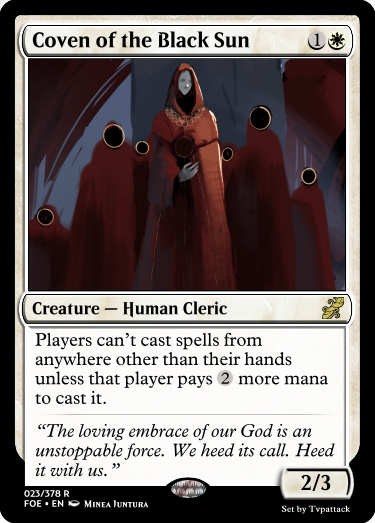 Coven of the Black Sun 1
Creature — Human Cleric
Players can't cast spells from
anywhere other than their hands
unless that player pays 2 more mana
to cast it.
"The loving embrace of our God is an
unstoppable force. We heed its call. Heed
it with us."
023/378 R
FOE • EN Minea Juntura
2/3
Set by Tvpattack